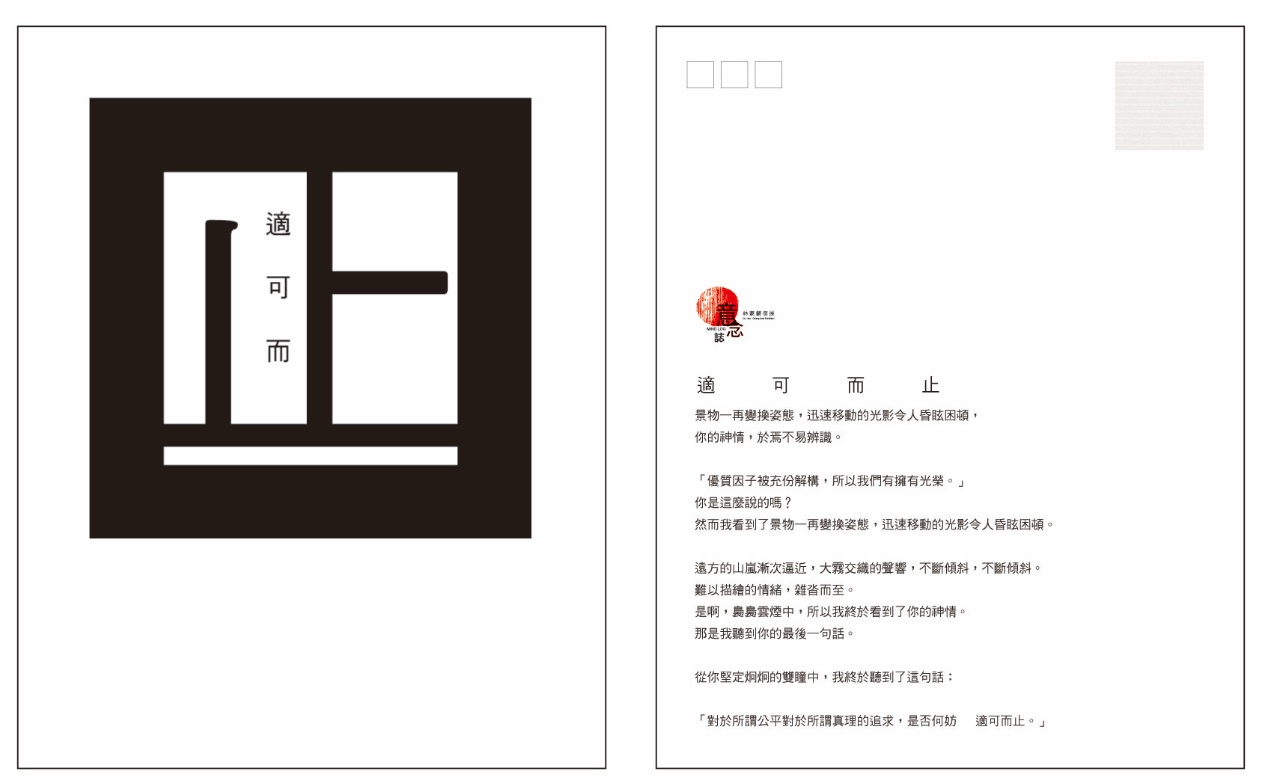 適
可
而
止
意念
誌
MIND LOG
適 可 而 止
景物一再變換姿態,迅速移動的光影令人昏眩困頓,
你的神情,於焉不易辨識。
「優質因子被充份解構,所以我們有擁有光榮。」
你是這麼說的嗎?
然而我看到了景物一再變換姿態,迅速移動的光影令人昏眩困頓。
遠方的山嵐漸次逼近,大霧交織的聲響,不斷傾斜,不斷傾斜。
難以描繪的情緒,雜沓而至。
是啊,裊裊雲煙中,所以我終於看到了你的神情。
那是我聽到你的最後一句話。
從你堅定炯炯的雙瞳中,我終於聽到了這句話:
「對於所謂公平對於所謂真理的追求,是否何妨 適可而止。」